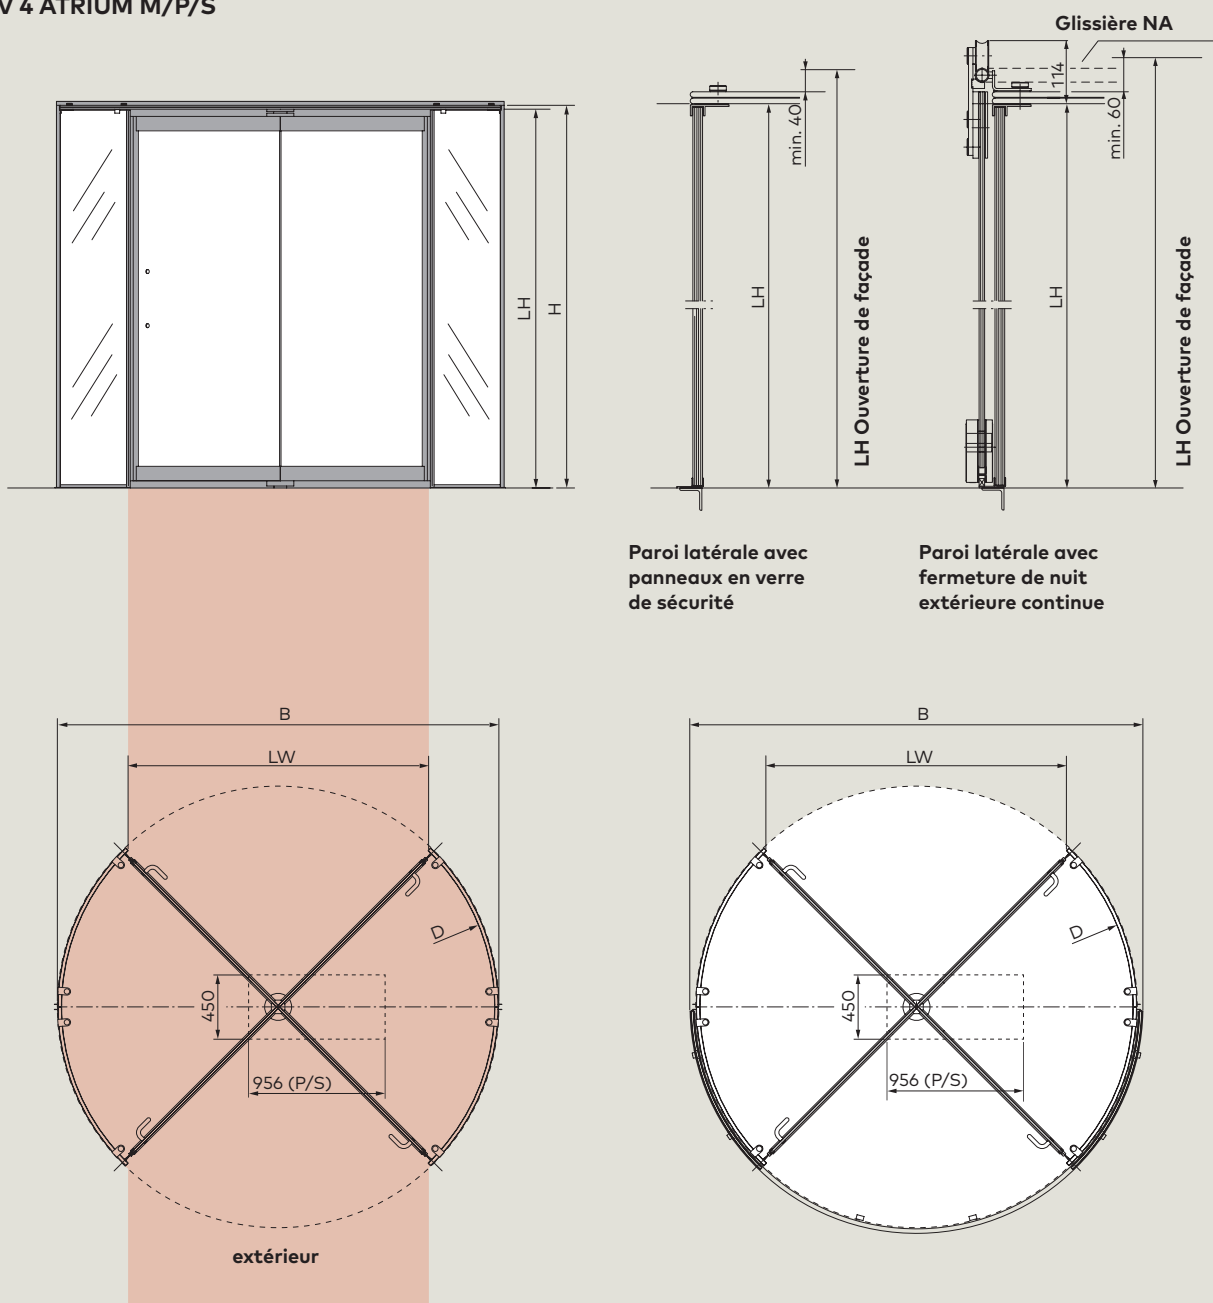 V 4 ATRIUM M/P/S
Glissière NA
114
min. 40
min. 60
LH
H
LH
LH Ouverture de façade
LH
LH Ouverture de façade
Paroi latérale avec
panneaux en verre
de sécurité
Paroi latérale avec
fermeture de nuit
extérieure continue
B
LW
D
450
956 (P/S)
extérieur
B
LW
D
450
956 (P/S)